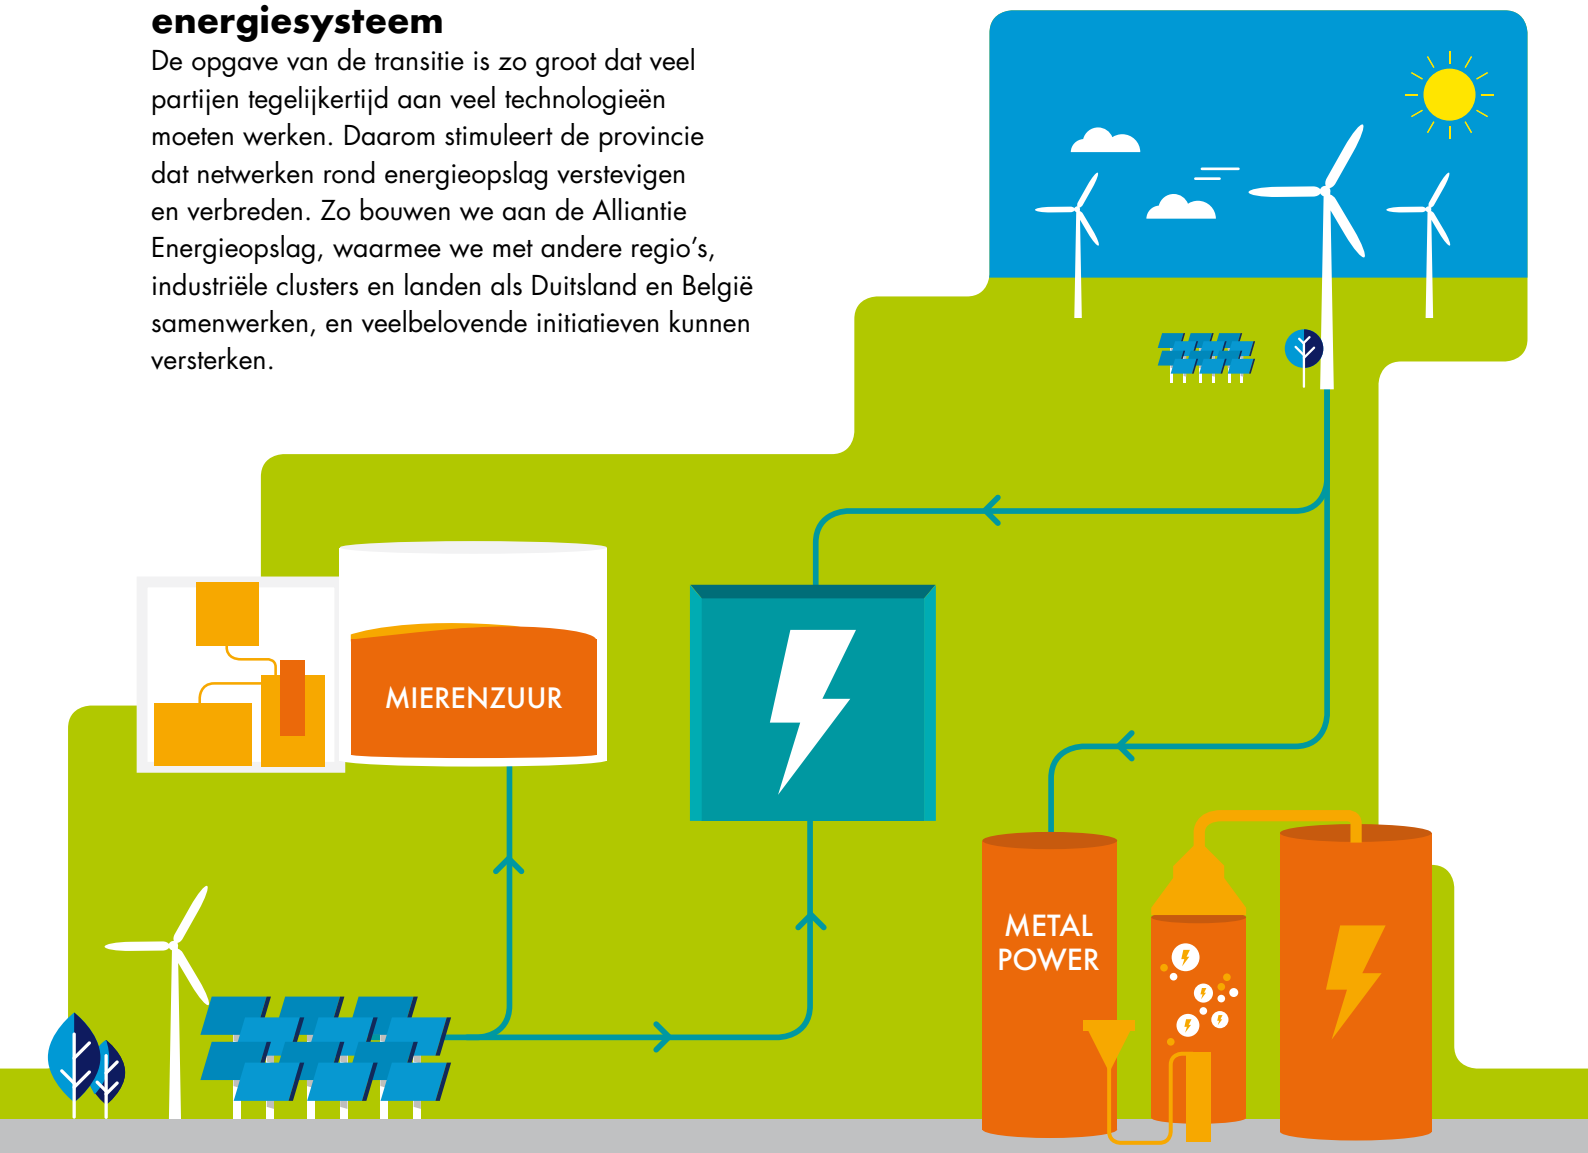 energiesysteem
De opgave van de transitie is zo groot dat veel
partijen tegelijkertijd aan veel technologieën
moeten werken. Daarom stimuleert de provincie
dat netwerken rond energieopslag verstevigen
en verbreden. Zo bouwen we aan de Alliantie
Energieopslag, waarmee we met andere regio’s,
industriële clusters en landen als Duitsland en België
samenwerken, en veelbelovende initiatieven kunnen
versterken.
MIERENZUUR
METAL
POWER